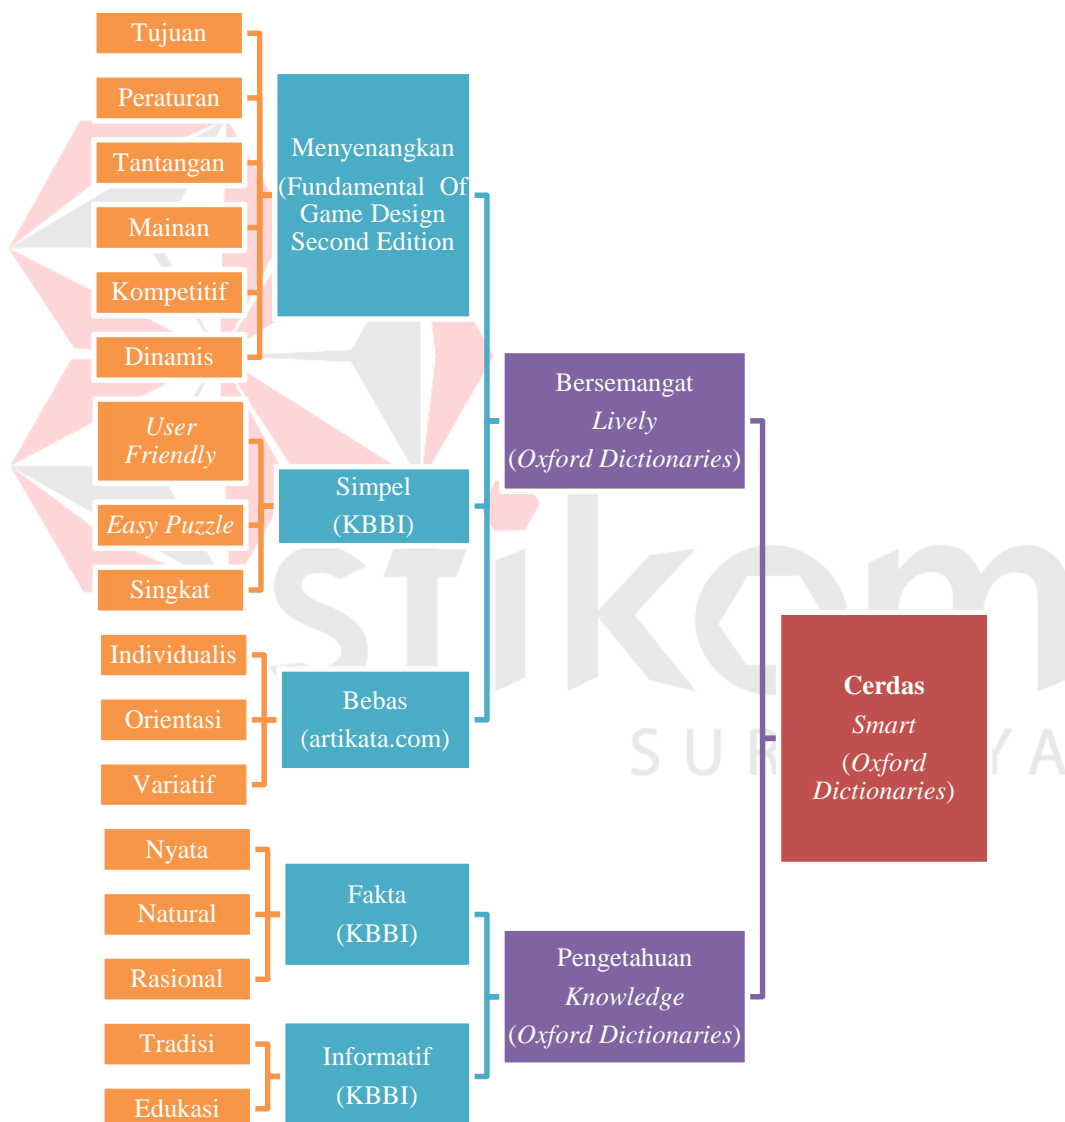 Tujuan
Peraturan
Tantangan
Mainan
Kompetitif
Dinamis
Menyenangkan
(Fundamental Of
Game Design
Second Edition
User
Friendly
Easy Puzzle
Singkat
Simpel
(KBBI)
Individualis
Orientasi
Variatif
Bebas
(artikata.com)
Bersemangat
Lively
(Oxford Dictionaries)
Nyata
Natural
Rasional
Fakta
(KBBI)
Tradisi
Edukasi
Informatif
(KBBI)
Pengetahuan
Knowledge
(Oxford Dictionaries)
Cerdas
Smart
(Oxford
Dictionaries)
stikom